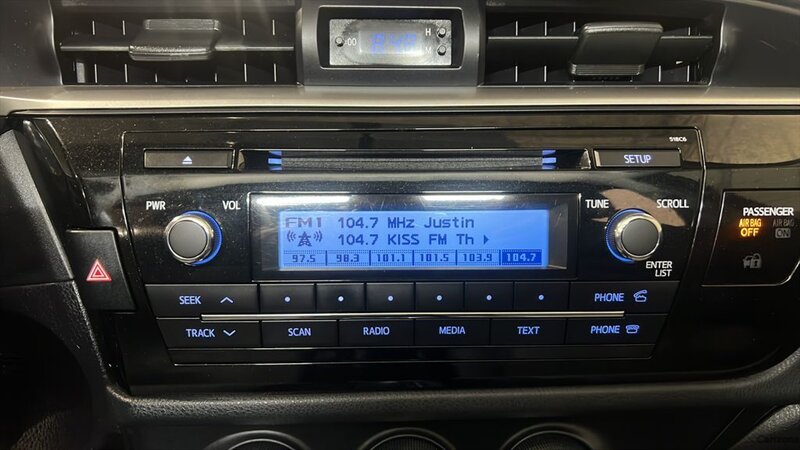 :00
H
M
518C6
SETUP
PWR
VOL
TUNE
SCROLL
FM1 104.7 MHz Justin
104.7 KISS FM Th
97.5 98.3 101.1 101.5 103.9 104.7
ENTER
LIST
PASSENGER
AIR BAG
OFF
AIR BAG
ON
SEEK
PHONE
TRACK
SCAN
RADIO
MEDIA
TEXT
PHONE